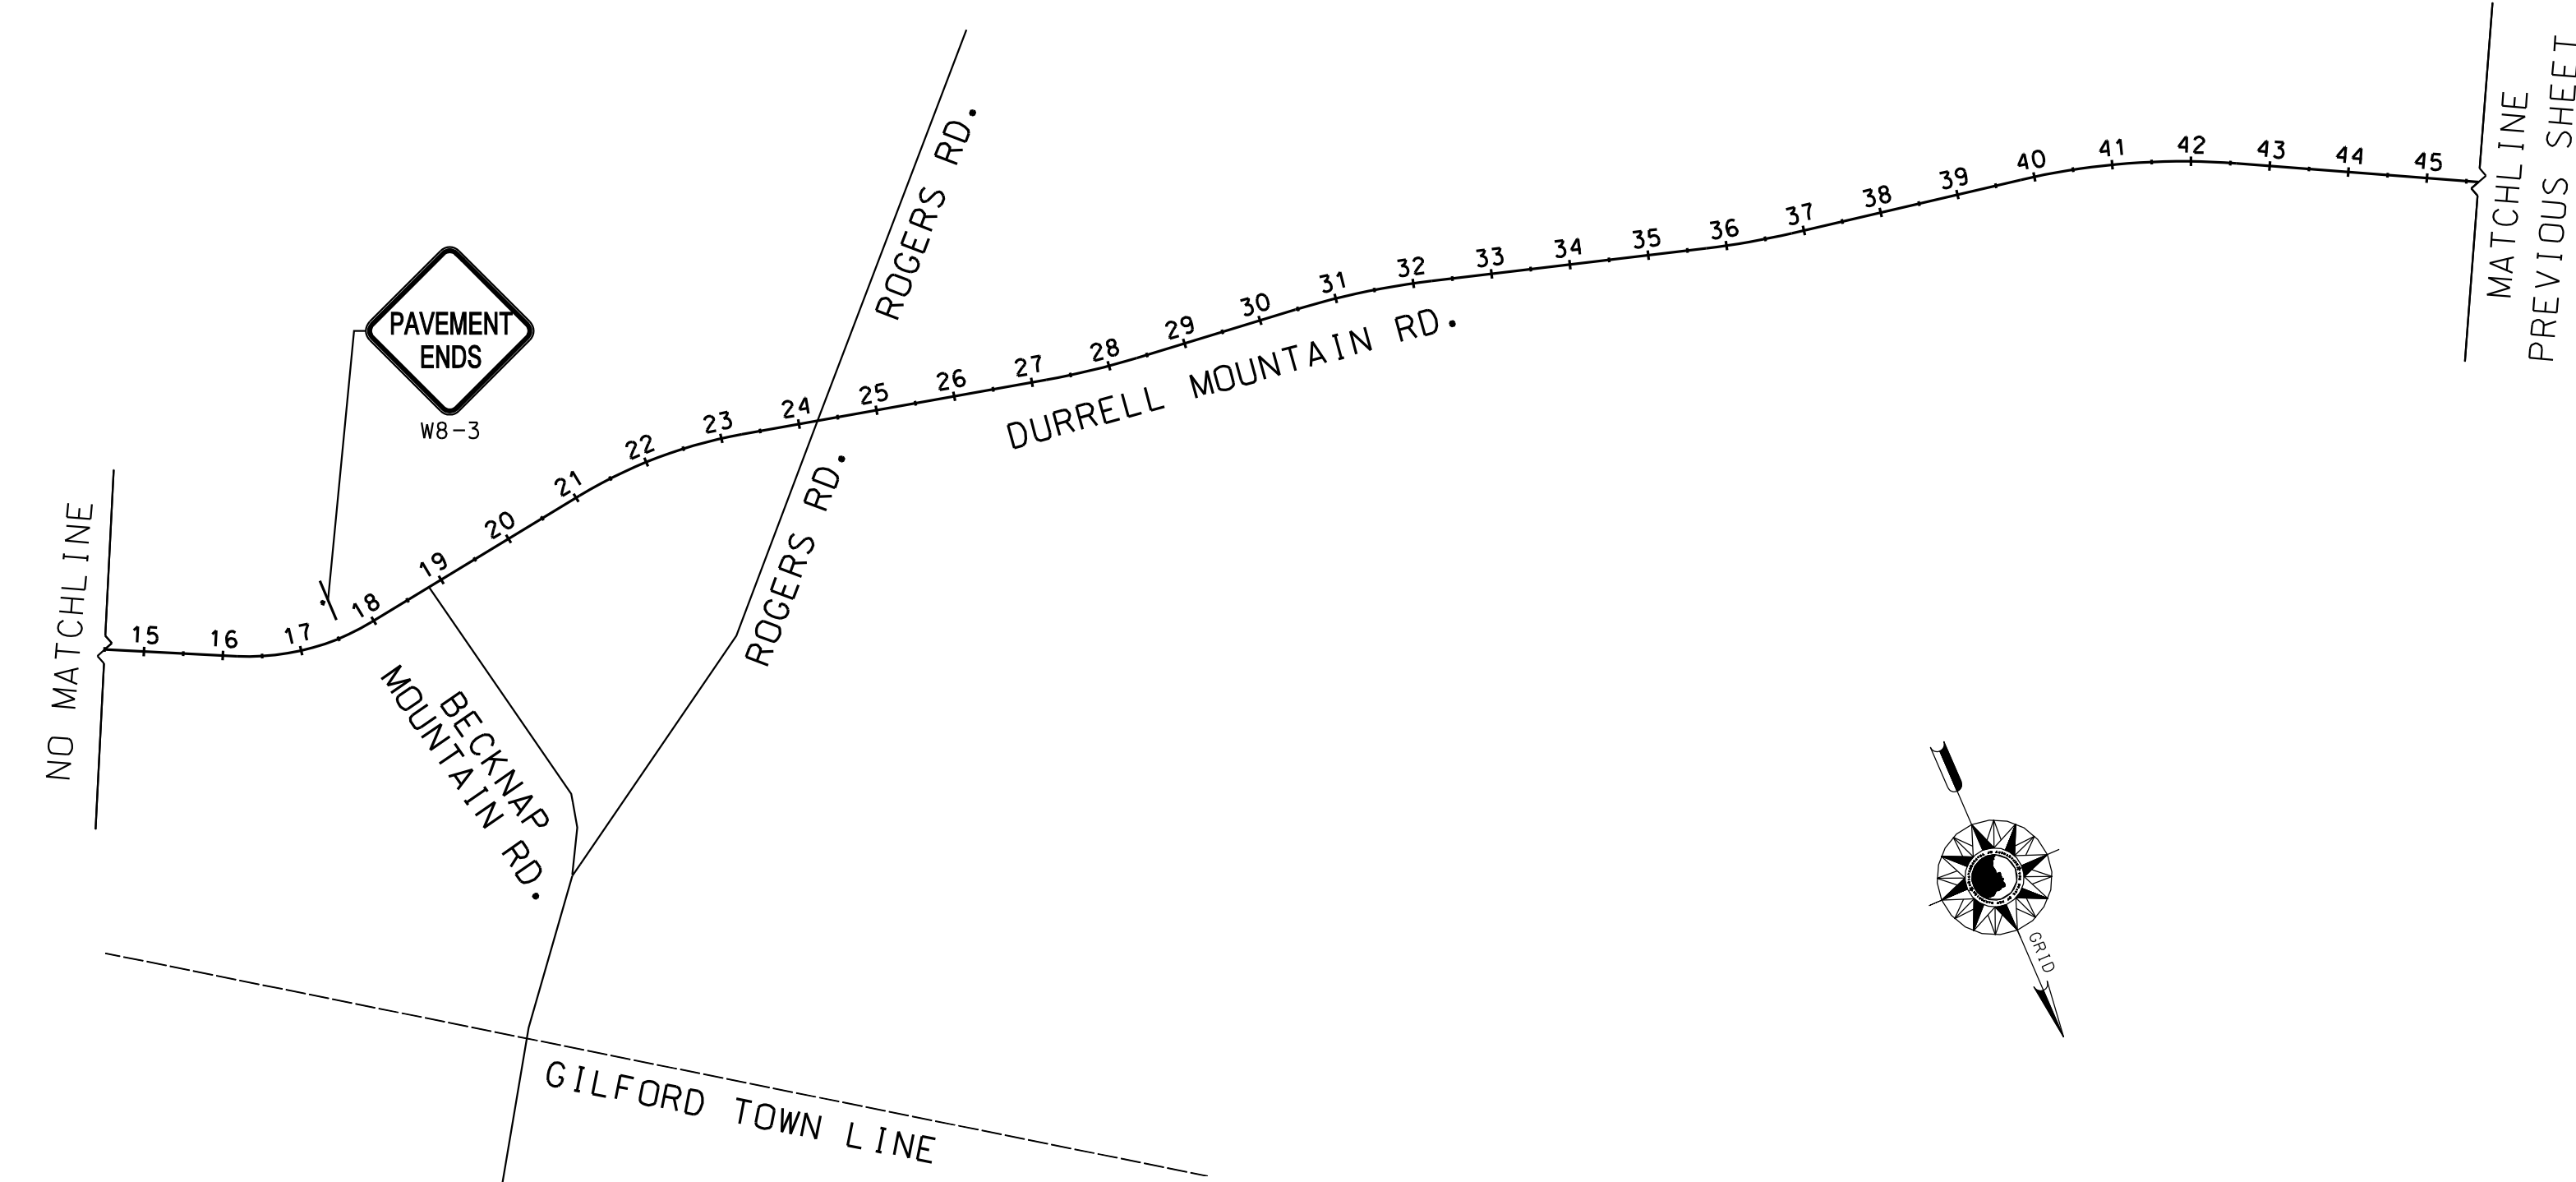 ROGERS RD.
PAVEMENT
ENDS
W8-3
NO MATCHLINE
15 16 17 18 19 20 21 22 23 24 25 26 27 28 29 30 31 32 33 34 35 36 37 38 39 40 41 42 43 44 45
DURRELL MOUNTAIN RD.
MATCHLINE
PREVIOUS SHEET
ROGERS RD.
BECKNAP
MOUNTAIN RD.
GRID
GILFORD TOWN LINE